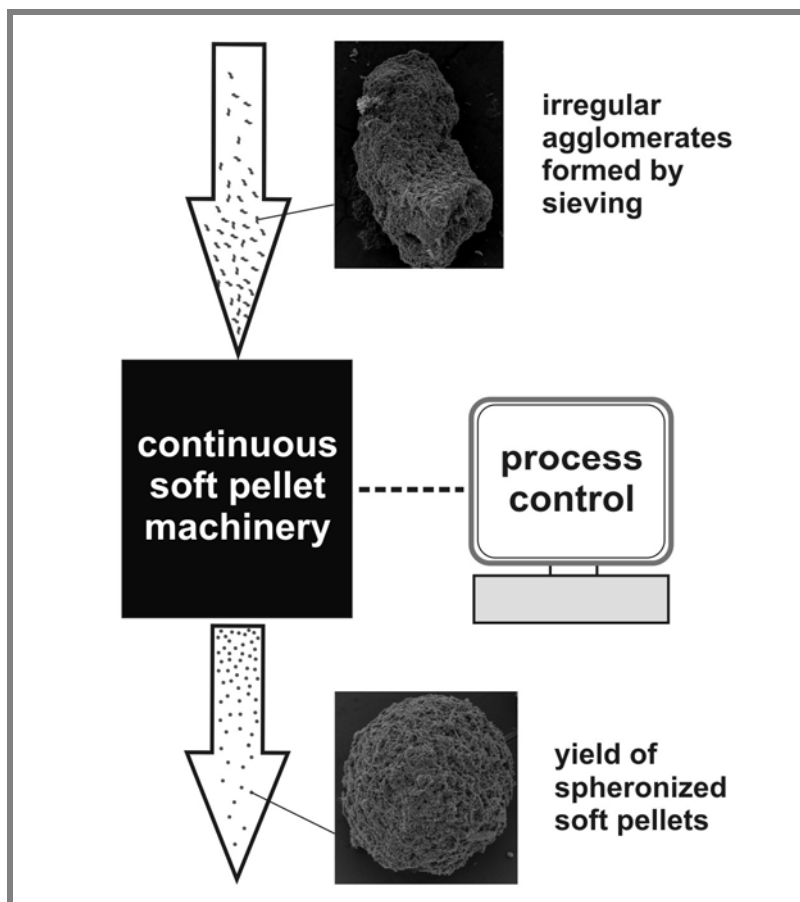 irregular
agglomerates
formed by
sieving
continuous
soft pellet
machinery
process
control
yield of
spheronized
soft pellets